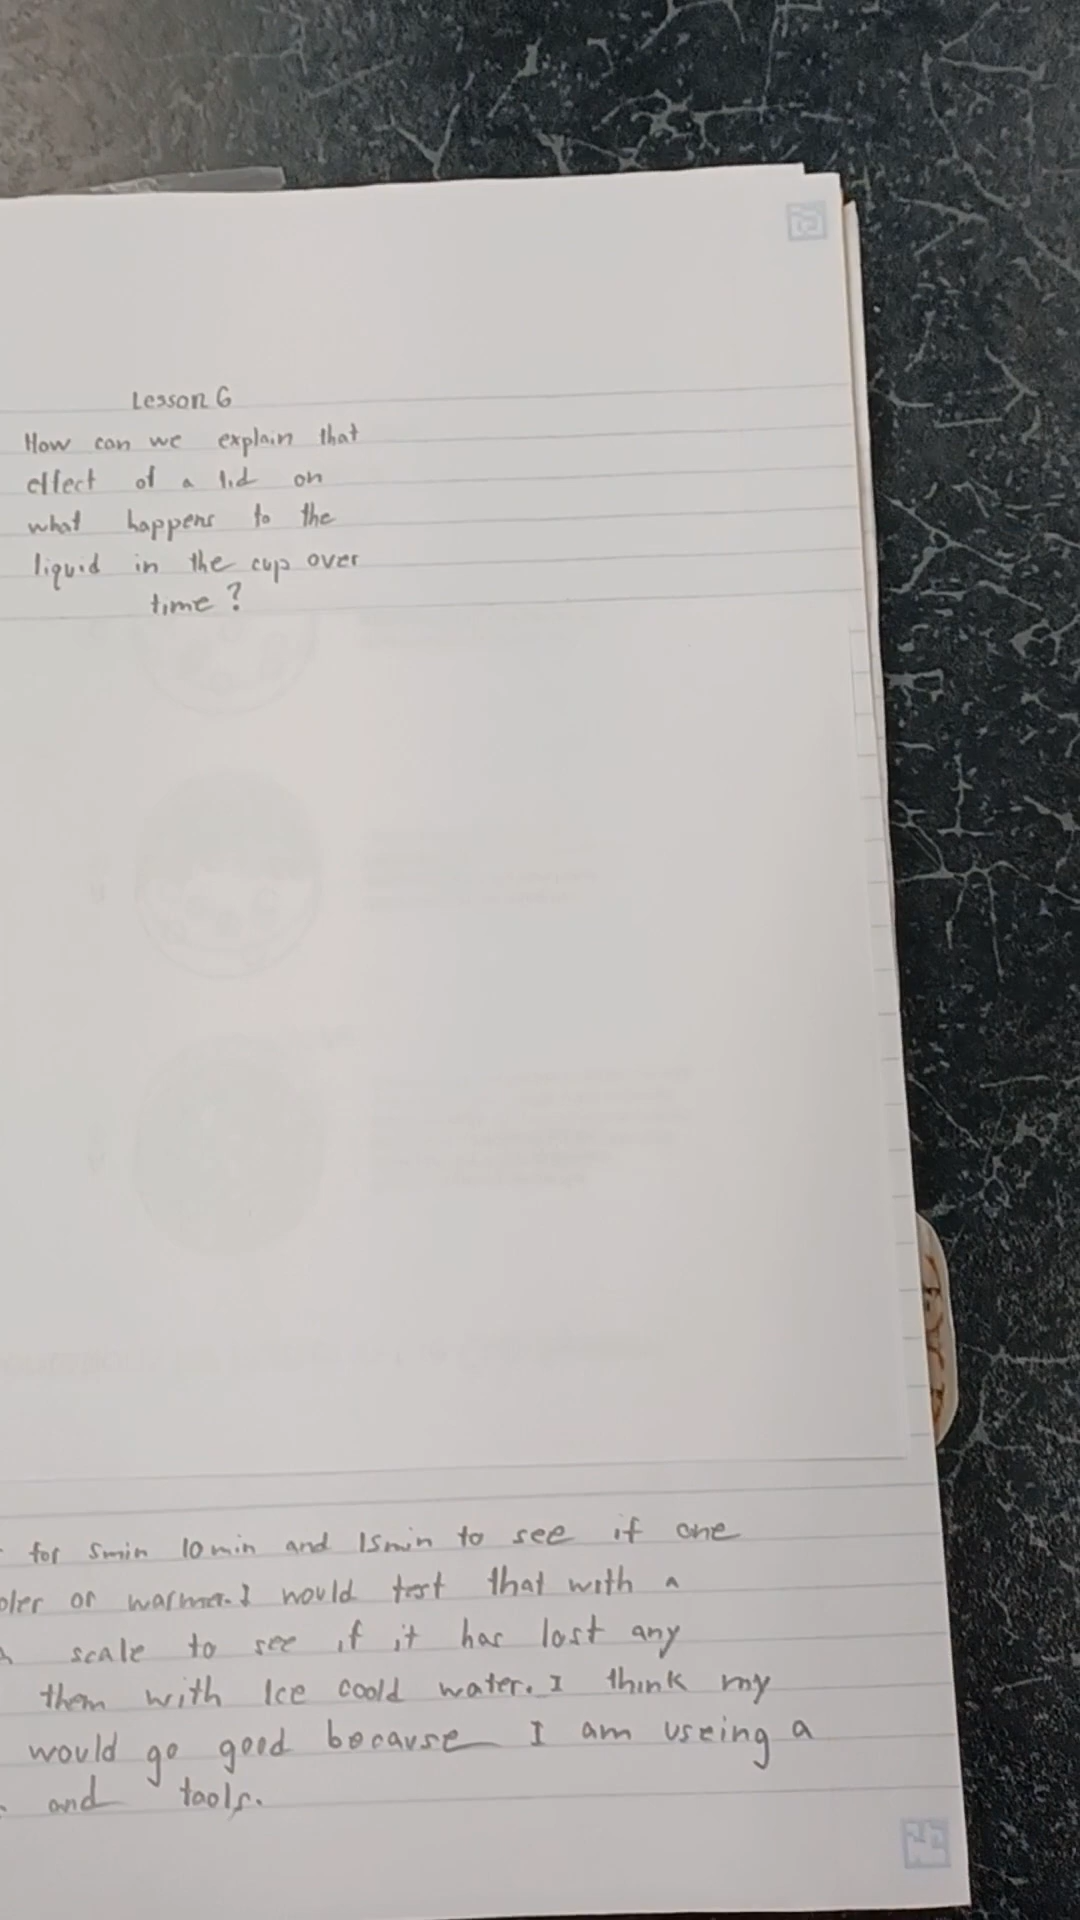 Lesson 6
How can we explain that
effect of a lid on
what happens to the
liquid in the cup over
time?
for 5min 10min and 15min to see if one
or warmer. I would test that with a
scale to see if it has lost any
them with Ice coold water. I think my
would go good because I am useing a
and tools.